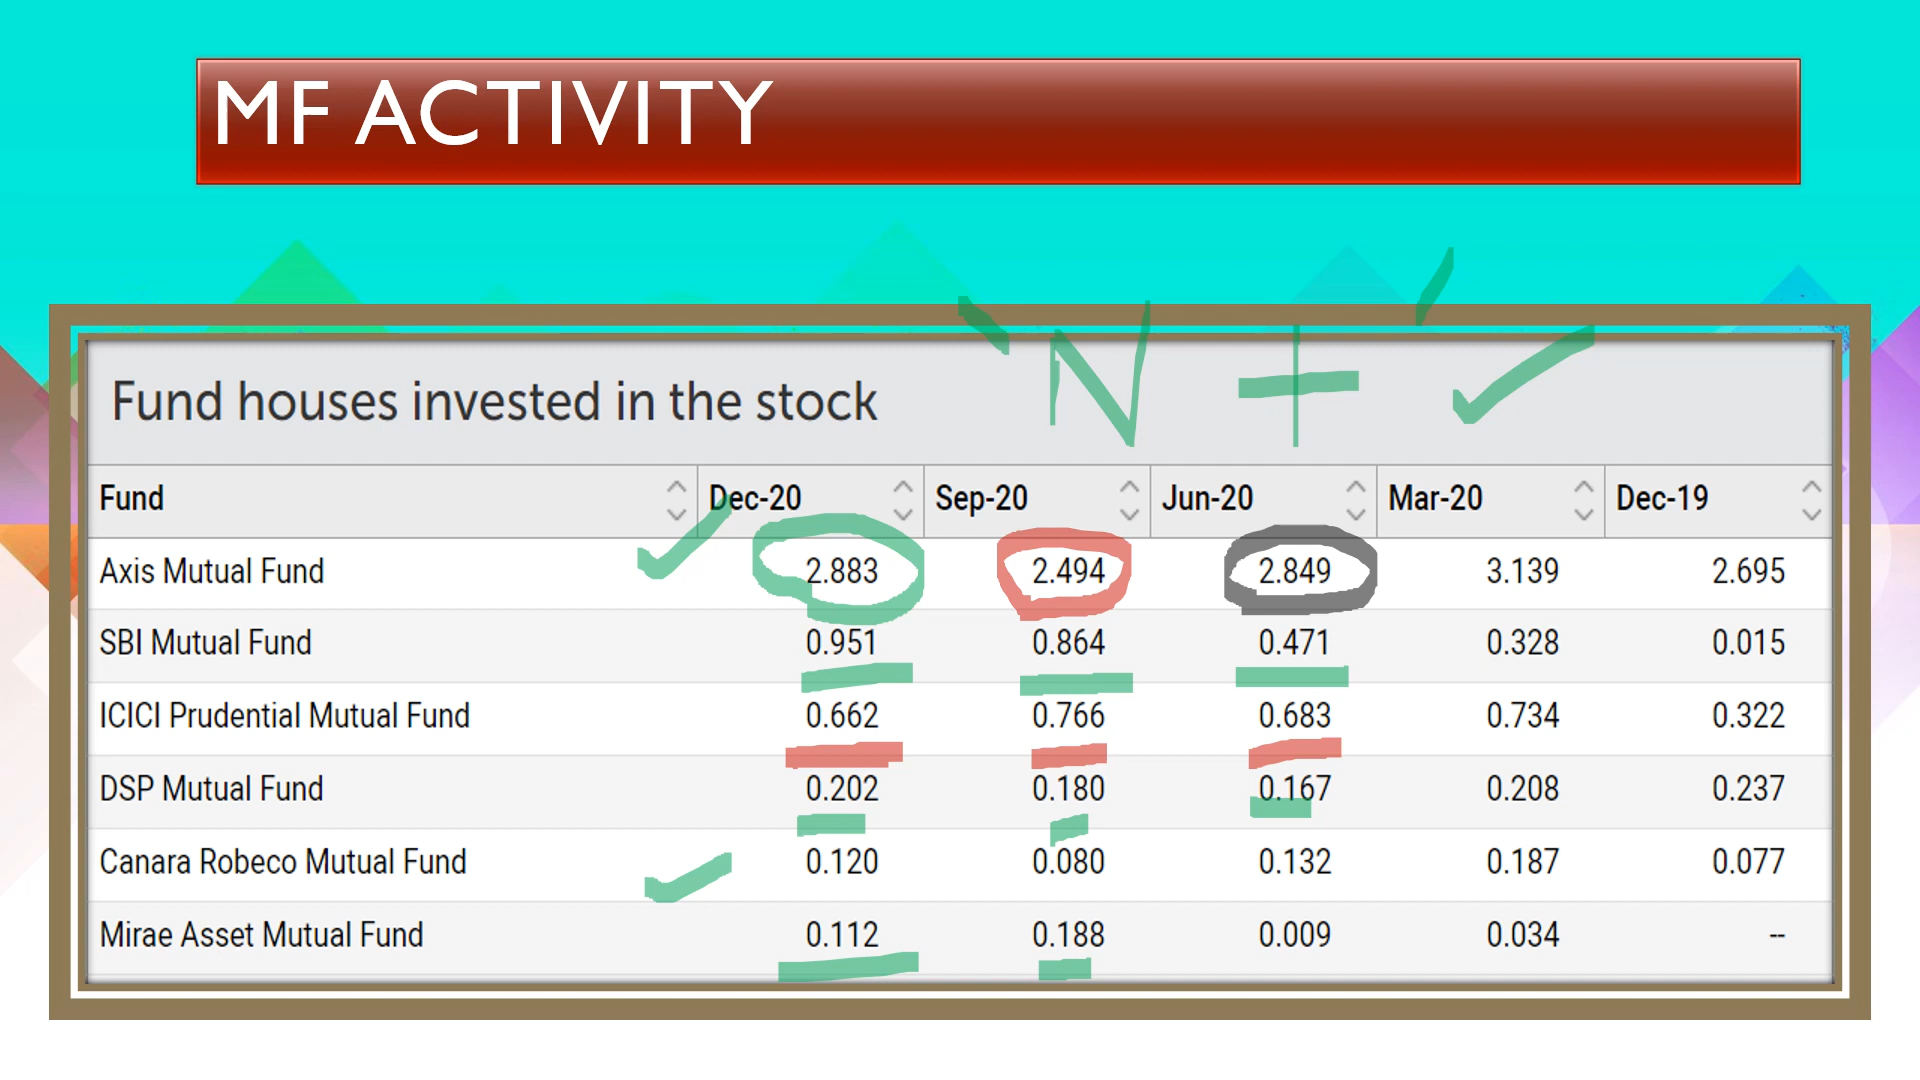 MF ACTIVITY
Fund houses invested in the stock
N +
Fund Dec-20 Sep-20 Jun-20 Mar-20 Dec-19
Axis Mutual Fund 2.883 2.494 2.849 3.139 2.695
SBI Mutual Fund 0.951 0.864 0.471 0.328 0.015
ICICI Prudential Mutual Fund 0.662 0.766 0.683 0.734 0.322
DSP Mutual Fund 0.202 0.180 0.167 0.208 0.237
Canara Robeco Mutual Fund 0.120 0.080 0.132 0.187 0.077
Mirae Asset Mutual Fund 0.112 0.188 0.009 0.034 --